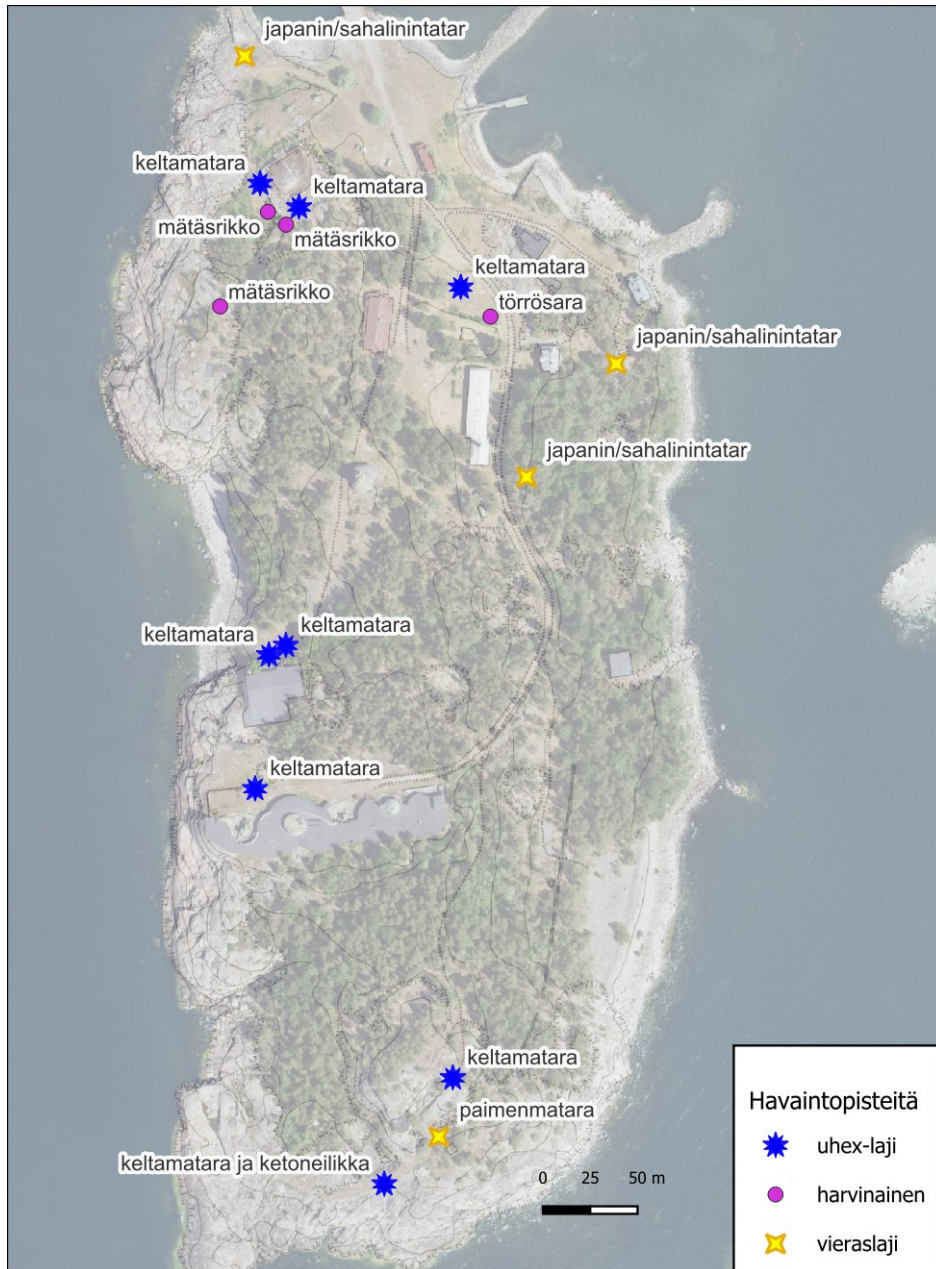 japanin/sahalinintatar
keltamatara
keltamatara
mätäsrikko
mätäsrikko
keltamatara
mätäsrikko
törrösara
japanin/sahalinintatar
japanin/sahalinintatar
keltamatara
keltamatara
keltamatara
keltamatara
paimenmatara
keltamatara ja ketoneilikka
0 25 50 m
Havaintopisteitä
uhex-laji
harvinainen
vieraslaji